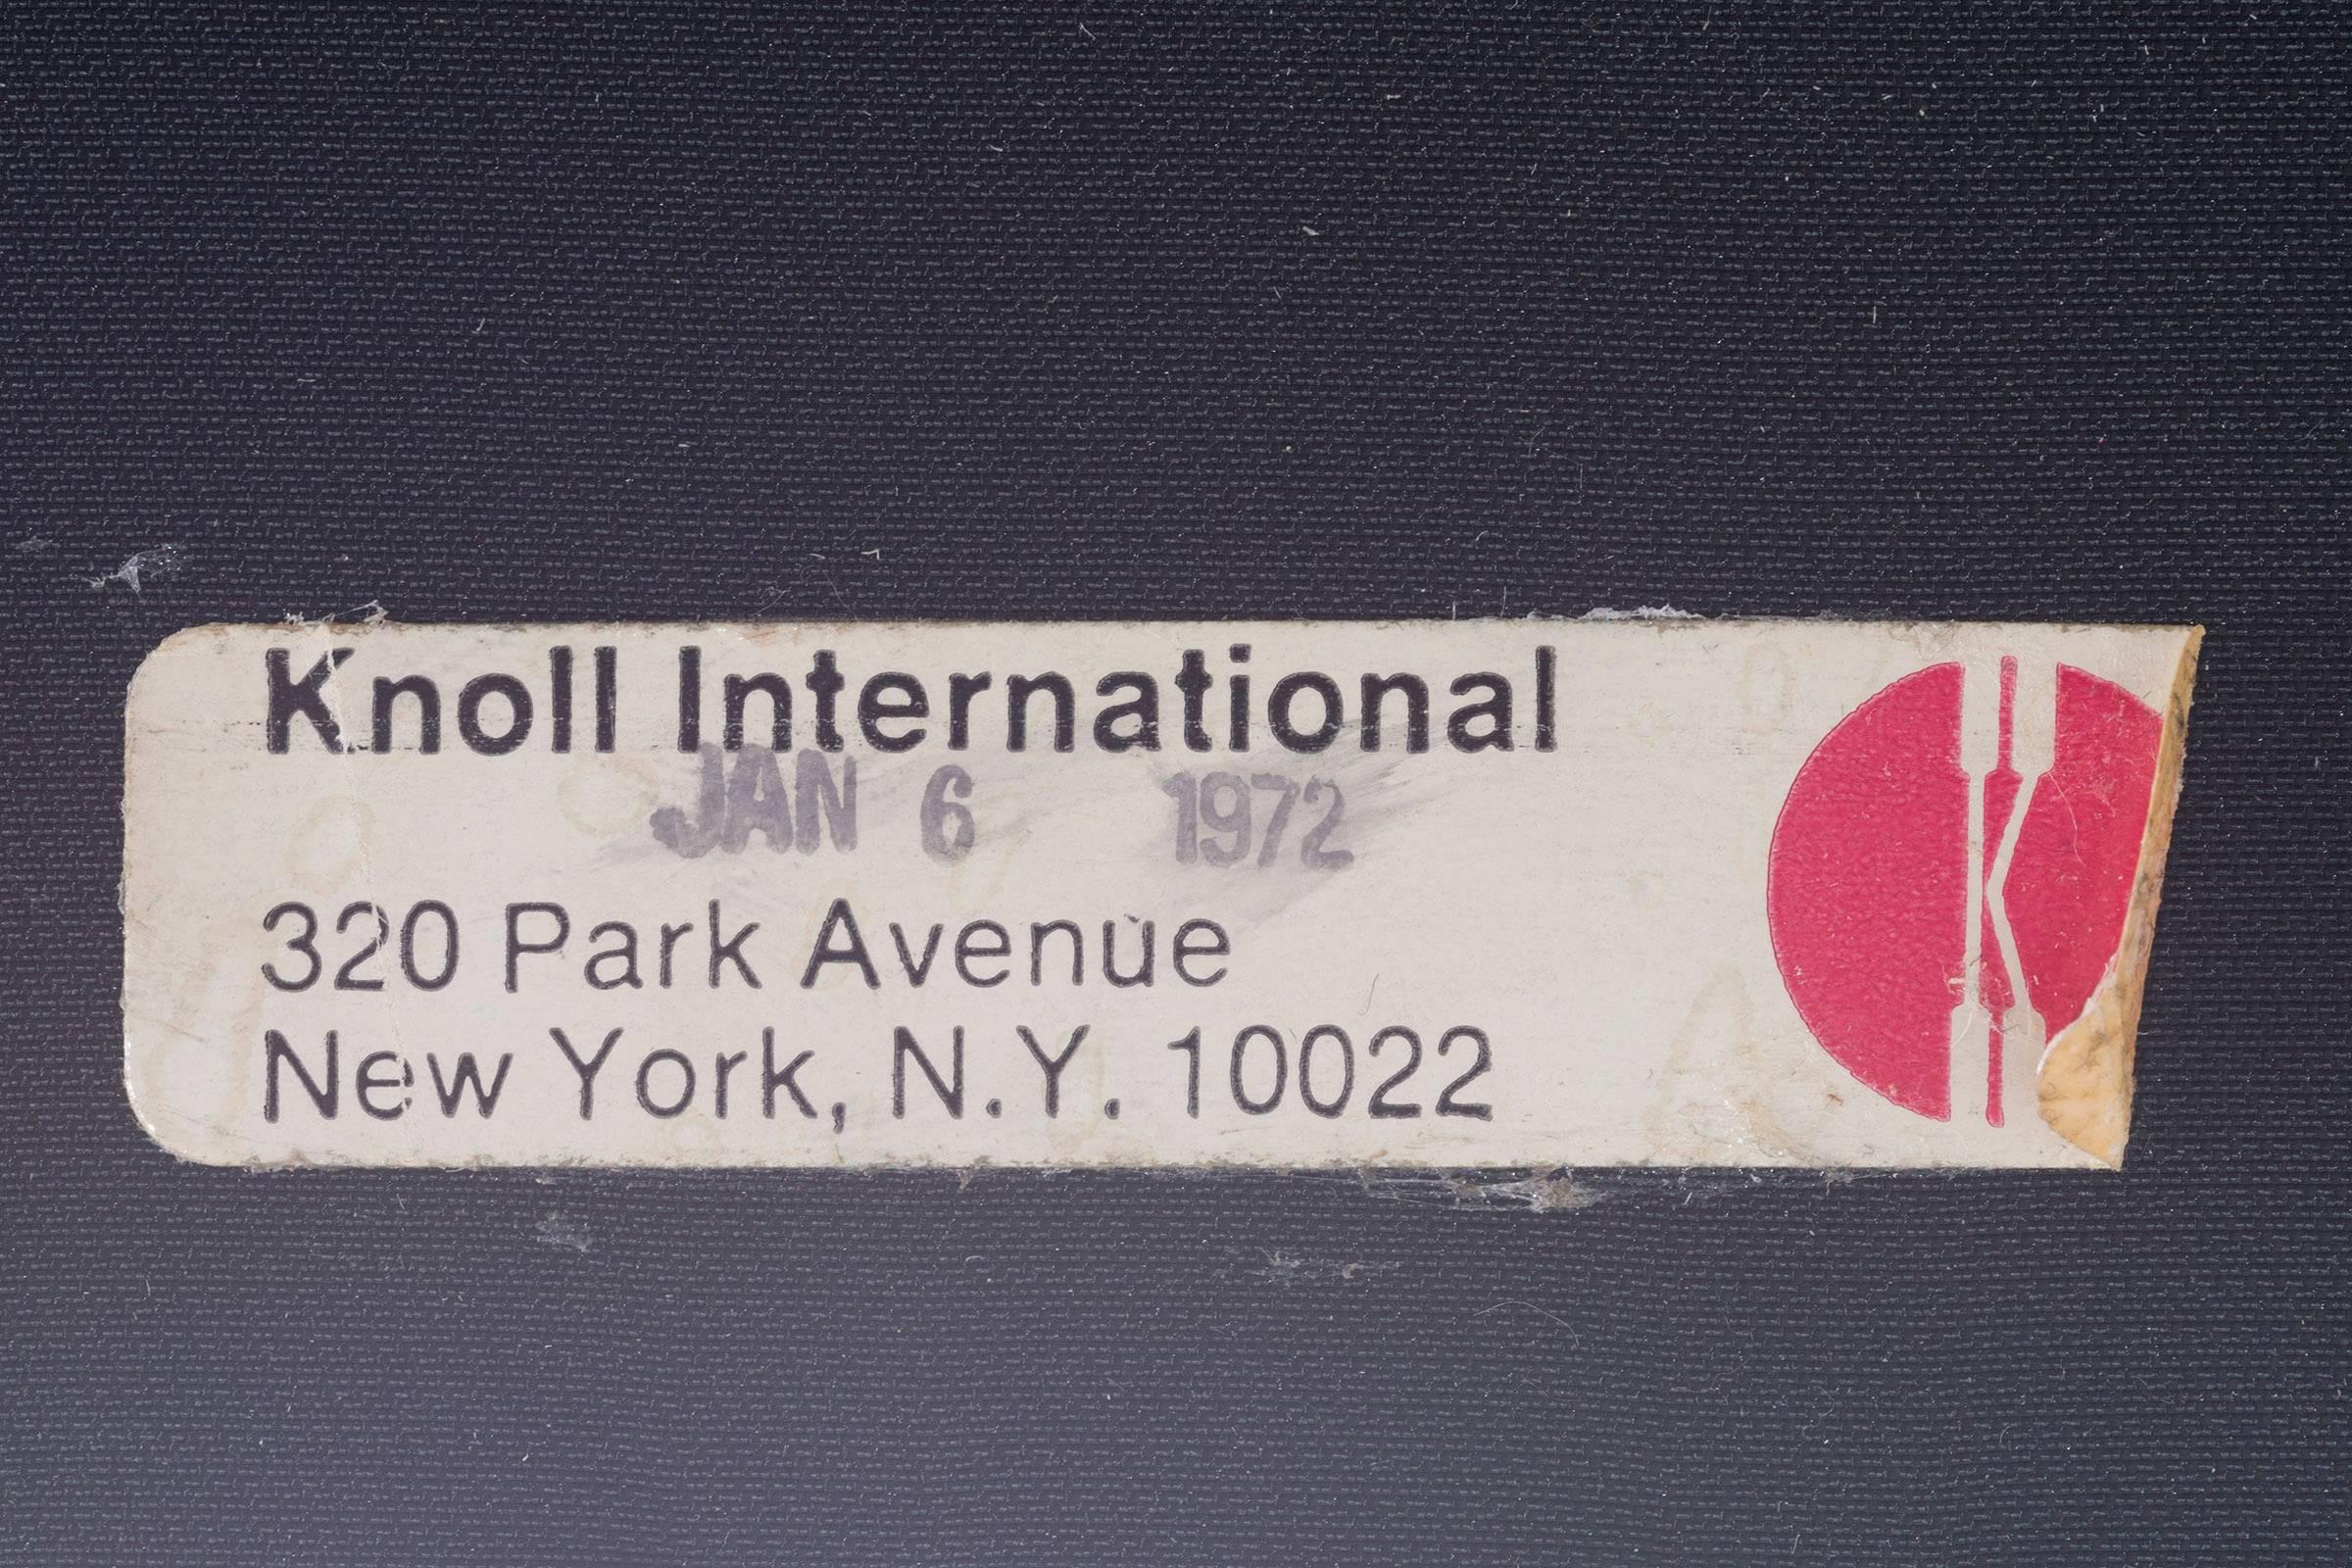 Knoll International
JAN 6 1972
320 Park Avenue
New York, N.Y. 10022
K